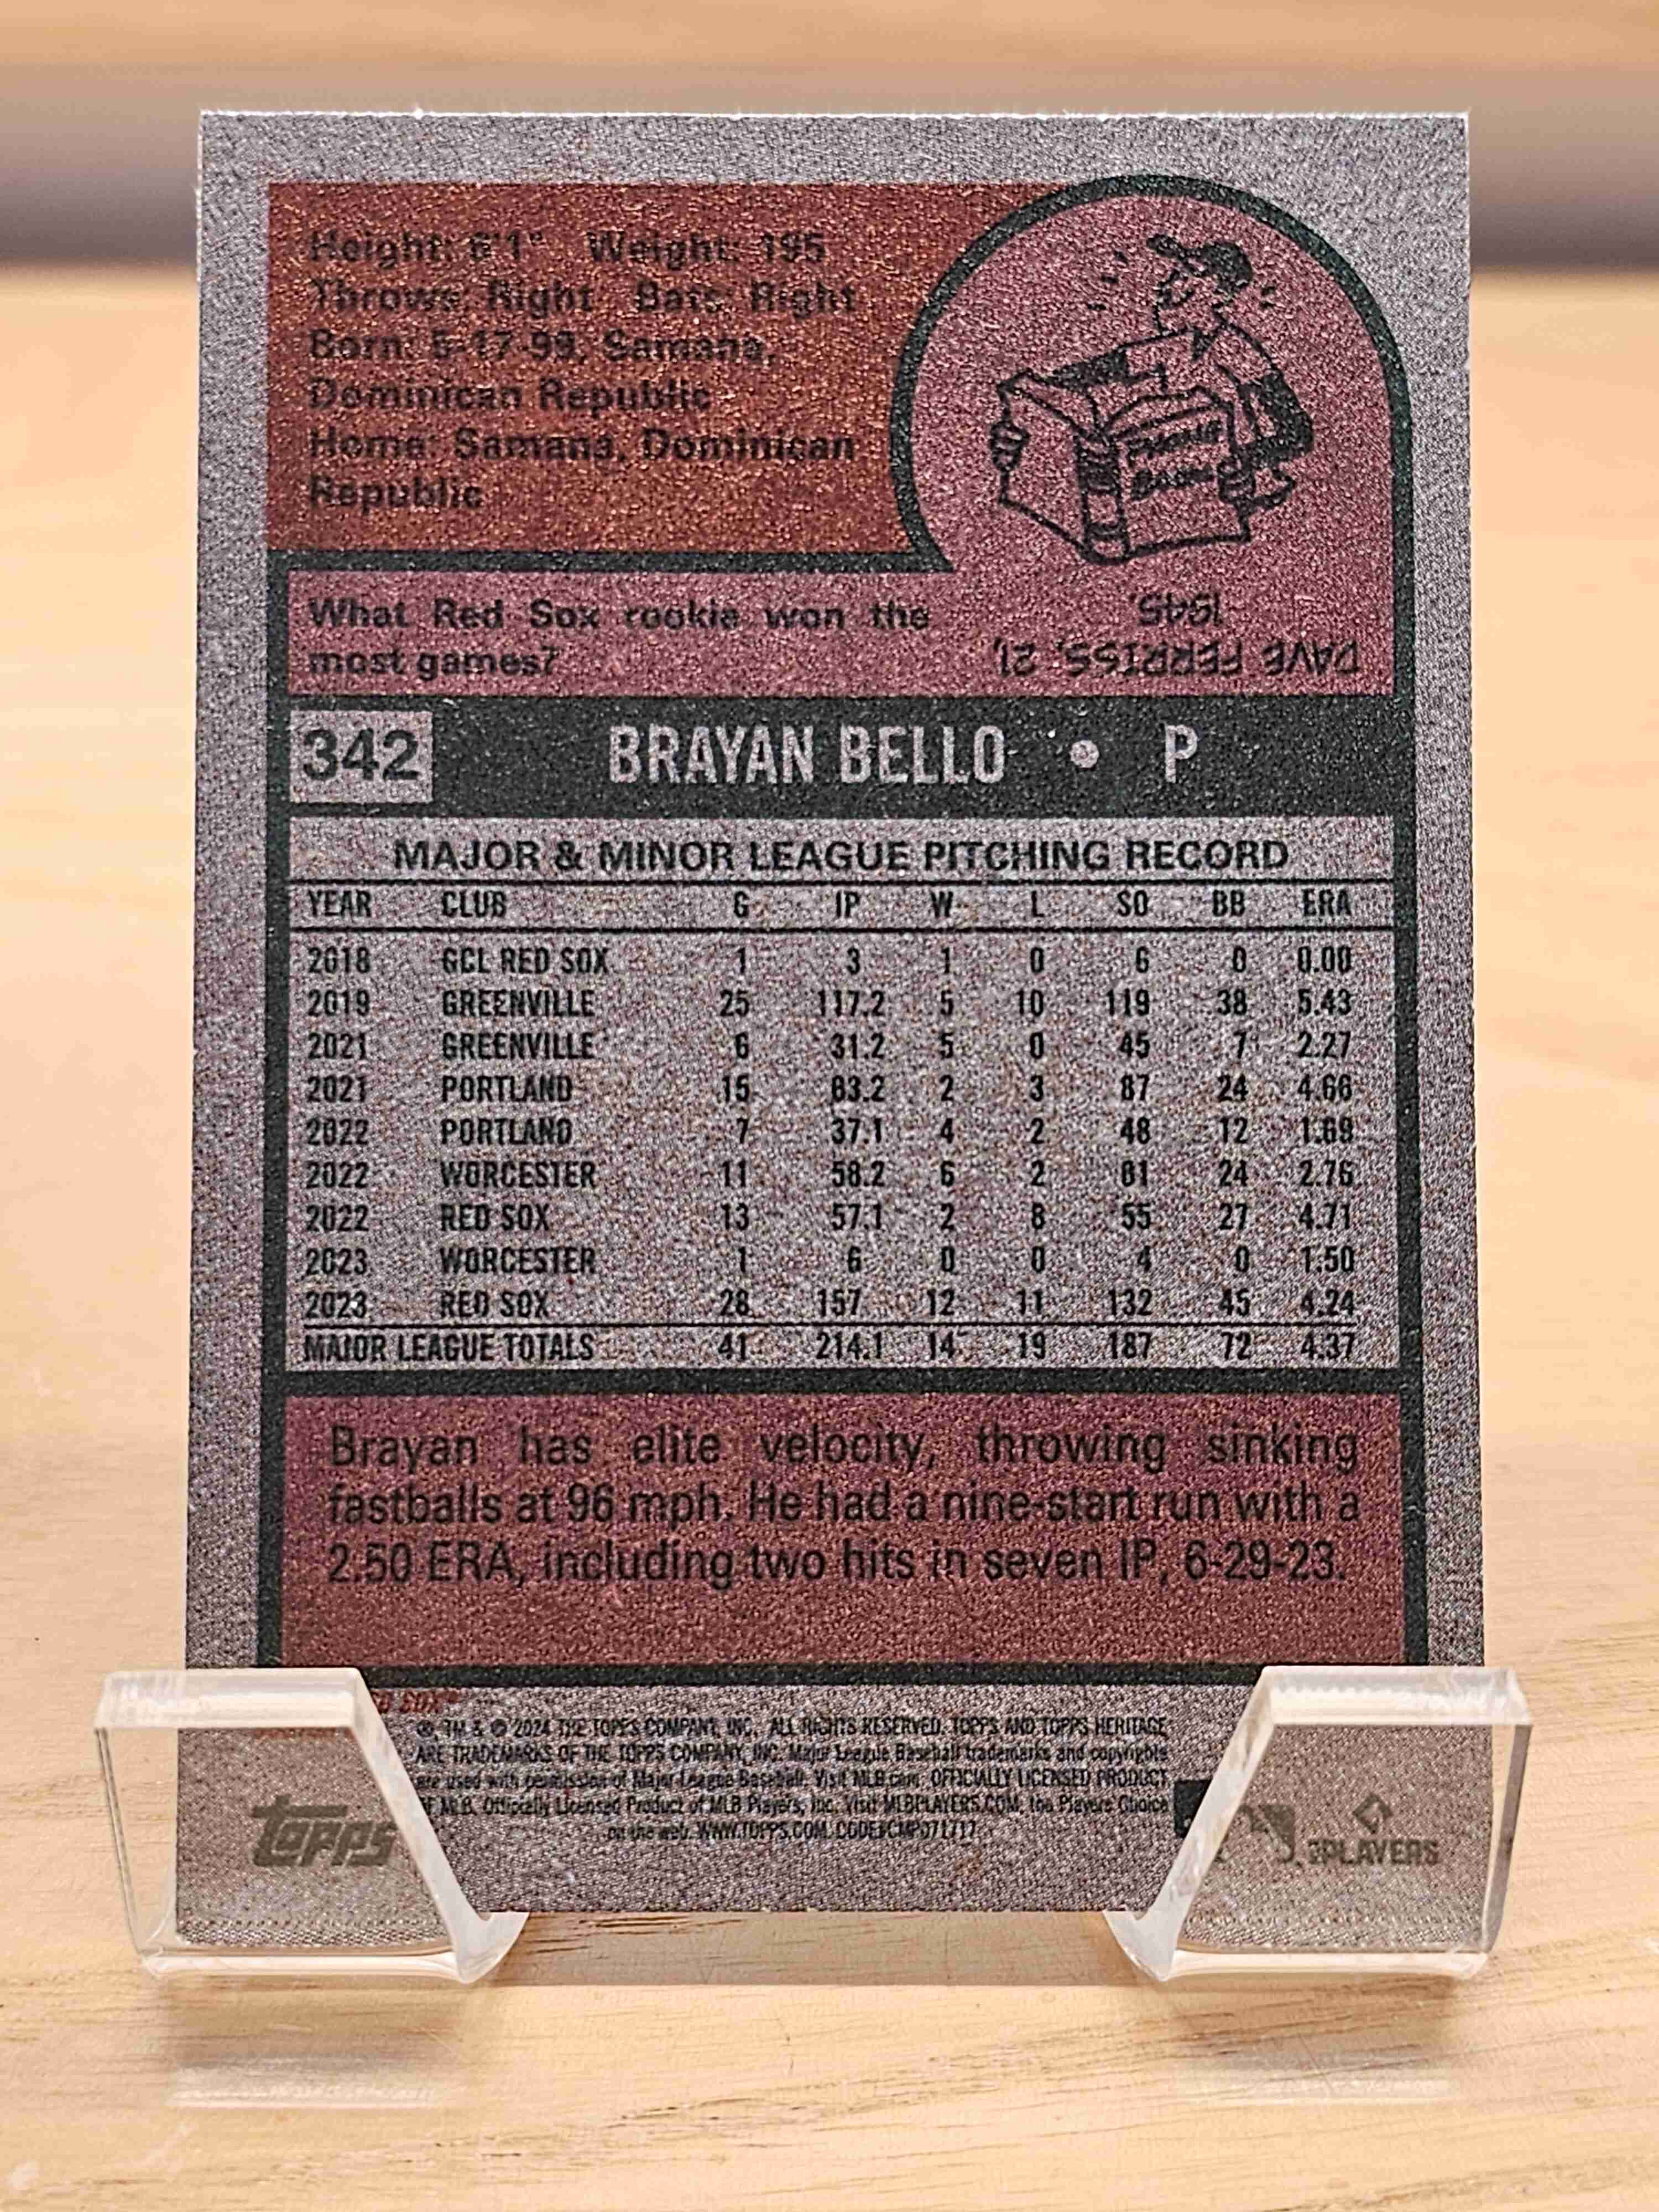 Height: 6'1" Weight: 195
Throws: Right Bats: Right
Born: 5-17-99, Samana,
Dominican Republic
Home: Samana, Dominican
Republic
What Red Sox rookie won the
most games?
DAVE FERRISS, 21,
1945.
342 BRAYAN BELLO • P
MAJOR & MINOR LEAGUE PITCHING RECORD
YEAR CLUB G IP W L SO BB ERA
2018 GCL RED SOX 1 3 1 0 6 0 0.00
2019 GREENVILLE 25 117.2 5 10 119 38 5.43
2021 GREENVILLE 6 31.2 5 0 45 7 2.27
2021 PORTLAND 15 63.2 2 3 87 24 4.66
2022 PORTLAND 7 37.1 4 2 48 12 1.69
2022 WORCESTER 11 58.2 6 2 81 24 2.76
2022 RED SOX 13 57.1 2 8 55 27 4.71
2023 WORCESTER 1 6 0 0 4 0 1.50
2023 RED SOX 28 157 12 11 132 45 4.24
MAJOR LEAGUE TOTALS 41 214.1 14 19 187 72 4.37
Brayan has elite velocity, throwing sinking
fastballs at 96 mph. He had a nine-start run with a
2.50 ERA, including two hits in seven IP, 6-29-23.
SOX
® TM & © 2024 THE TOPPS COMPANY, INC. ALL RIGHTS RESERVED. TOPPS AND TOPPS HERITAGE
ARE TRADEMARKS OF THE TOPPS COMPANY, INC. Major League Baseball trademarks and copyrights
are used with permission of Major League Baseball. Visit MLB.com. OFFICIALLY LICENSED PRODUCT
OF MLB. Officially Licensed Product of MLB Players, Inc. Visit MLBPLAYERS.COM, the Players Choice
on the web. WWW.TOPPS.COM. CODE#CMP071717
topps
PLAYERS